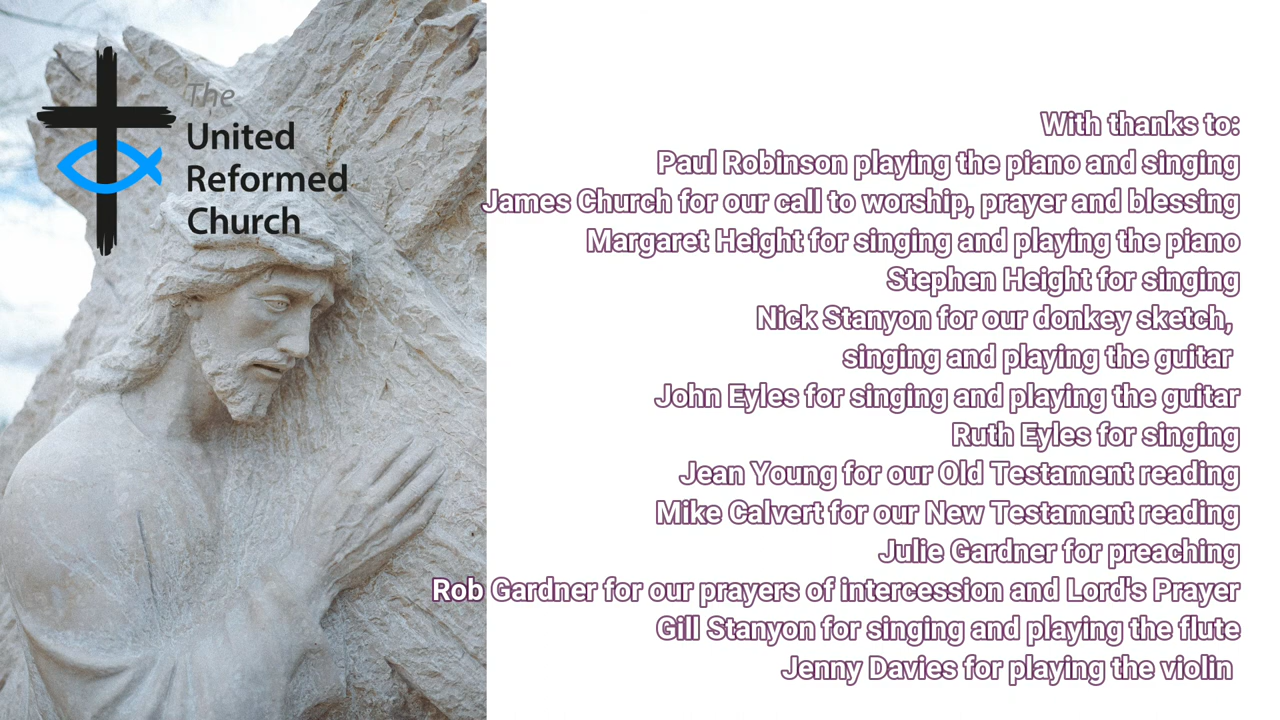 The
United
Reformed
Church
With thanks to:
Paul Robinson playing the piano and singing
James Church for our call to worship, prayer and blessing
Margaret Height for singing and playing the piano
Stephen Height for singing
Nick Stanyon for our donkey sketch,
singing and playing the guitar
John Eyles for singing and playing the guitar
Ruth Eyles for singing
Jean Young for our Old Testament reading
Mike Calvert for our New Testament reading
Julie Gardner for preaching
Rob Gardner for our prayers of intercession and Lord's Prayer
Gill Stanyon for singing and playing the flute
Jenny Davies for playing the violin